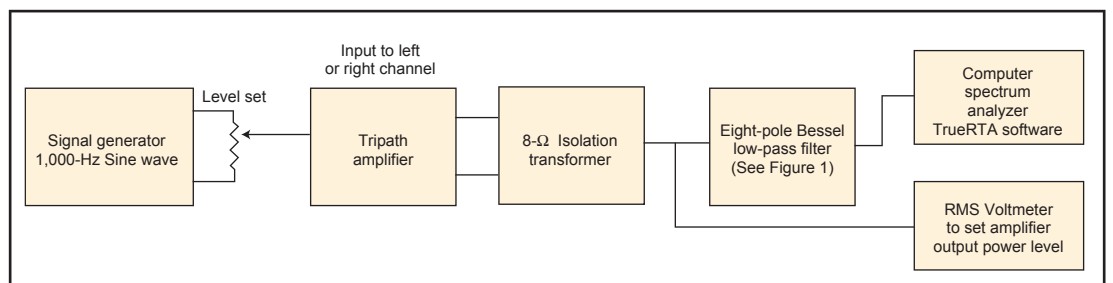 Signal generator
1,000-Hz Sine wave
Level set
Input to left
or right channel
Tripath
amplifier
8-Ω Isolation
transformer
Eight-pole Bessel
low-pass filter
(See Figure 1)
Computer
spectrum
analyzer
TrueRTA software
RMS Voltmeter
to set amplifier
output power level